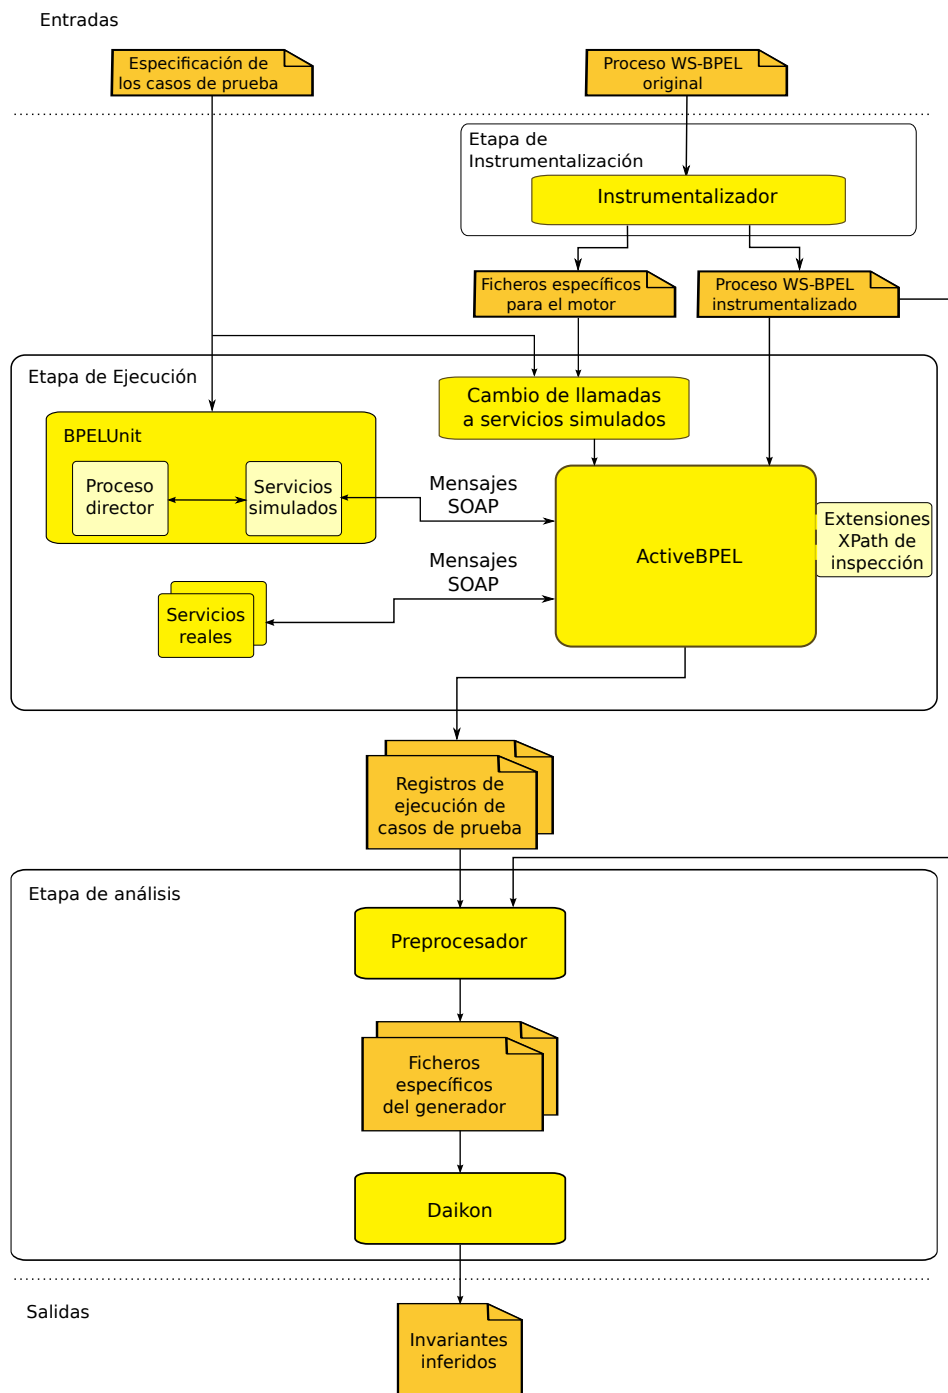 Entradas
Especificación de
los casos de prueba
Proceso WS-BPEL
original
Etapa de
Instrumentalización
Instrumentalizador
Ficheros específicos
para el motor
Proceso WS-BPEL
instrumentalizado
Etapa de Ejecución
Cambio de llamadas
a servicios simulados
BPELUnit
Proceso
director
Servicios
simulados
Mensajes
SOAP
ActiveBPEL
Extensiones
XPath de
inspección
Mensajes
SOAP
Servicios
reales
Registros de
ejecución de
casos de prueba
Etapa de análisis
Preprocesador
Ficheros
específicos
del generador
Daikon
Salidas
Invariantes
inferidos